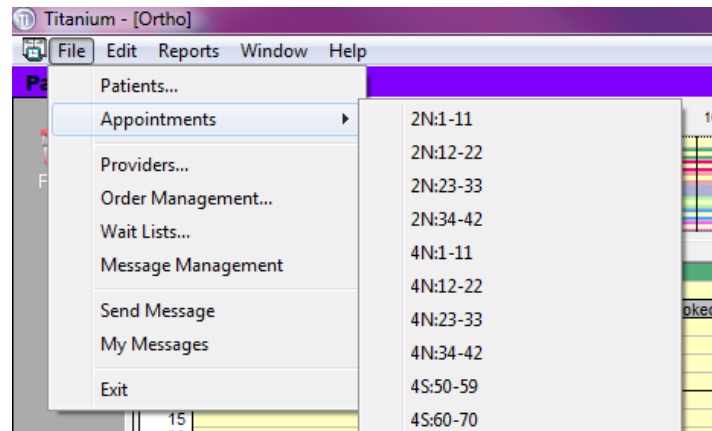 Titanium - [Ortho]
File Edit Reports Window Help
Patients...
Appointments
Providers...
Order Management...
Wait Lists...
Message Management
Send Message
My Messages
Exit
15
2N:1-11
2N:12-22
2N:23-33
2N:34-42
4N:1-11
4N:12-22
4N:23-33
4N:34-42
4S:50-59
4S:60-70